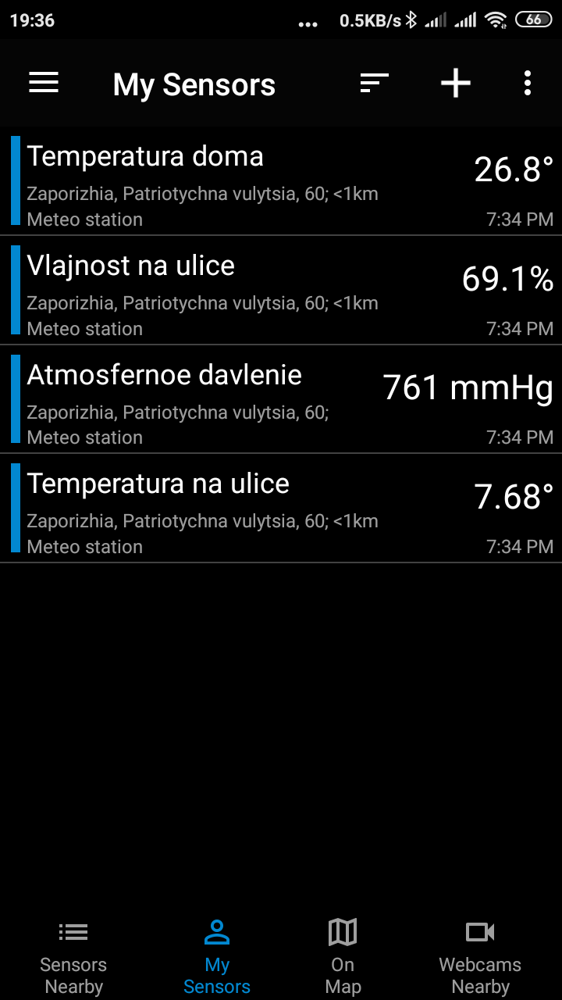 19:36 ... 0.5KB/s 66
My Sensors
Temperatura doma 26.8°
Zaporizhia, Patriotychna vulytsia, 60; <1km
Meteo station 7:34 PM
Vlajnost na ulice 69.1%
Zaporizhia, Patriotychna vulytsia, 60; <1km
Meteo station 7:34 PM
Atmosfernoe davlenie 761 mmHg
Zaporizhia, Patriotychna vulytsia, 60;
Meteo station 7:34 PM
Temperatura na ulice 7.68°
Zaporizhia, Patriotychna vulytsia, 60; <1km
Meteo station 7:34 PM
Sensors Nearby
My Sensors
On Map
Webcams Nearby